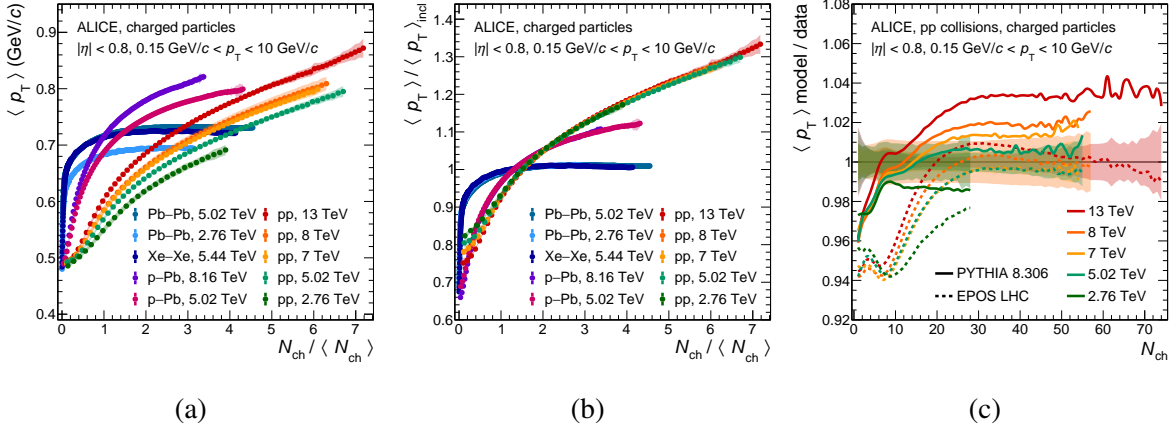 ⟨ p_T ⟩ (GeV/c)
0.9
0.8
0.7
0.6
0.5
0.4
ALICE, charged particles
|η| < 0.8, 0.15 GeV/c < p_T < 10 GeV/c
Pb–Pb, 5.02 TeV
Pb–Pb, 2.76 TeV
Xe–Xe, 5.44 TeV
p–Pb, 8.16 TeV
p–Pb, 5.02 TeV
pp, 13 TeV
pp, 8 TeV
pp, 7 TeV
pp, 5.02 TeV
pp, 2.76 TeV
0 1 2 3 4 5 6 7
N_ch / ⟨ N_ch ⟩
(a)
⟨ p_T ⟩ / ⟨ p_T ⟩_incl
1.4
1.3
1.2
1.1
1.0
0.9
0.8
0.7
0.6
ALICE, charged particles
|η| < 0.8, 0.15 GeV/c < p_T < 10 GeV/c
Pb–Pb, 5.02 TeV
Pb–Pb, 2.76 TeV
Xe–Xe, 5.44 TeV
p–Pb, 8.16 TeV
p–Pb, 5.02 TeV
pp, 13 TeV
pp, 8 TeV
pp, 7 TeV
pp, 5.02 TeV
pp, 2.76 TeV
0 1 2 3 4 5 6 7
N_ch / ⟨ N_ch ⟩
(b)
⟨ p_T ⟩ model / data
1.08
1.06
1.04
1.02
1
0.98
0.96
0.94
0.92
ALICE, pp collisions, charged particles
|η| < 0.8, 0.15 GeV/c < p_T < 10 GeV/c
PYTHIA 8.306
EPOS LHC
13 TeV
8 TeV
7 TeV
5.02 TeV
2.76 TeV
0 10 20 30 40 50 60 70
N_ch
(c)